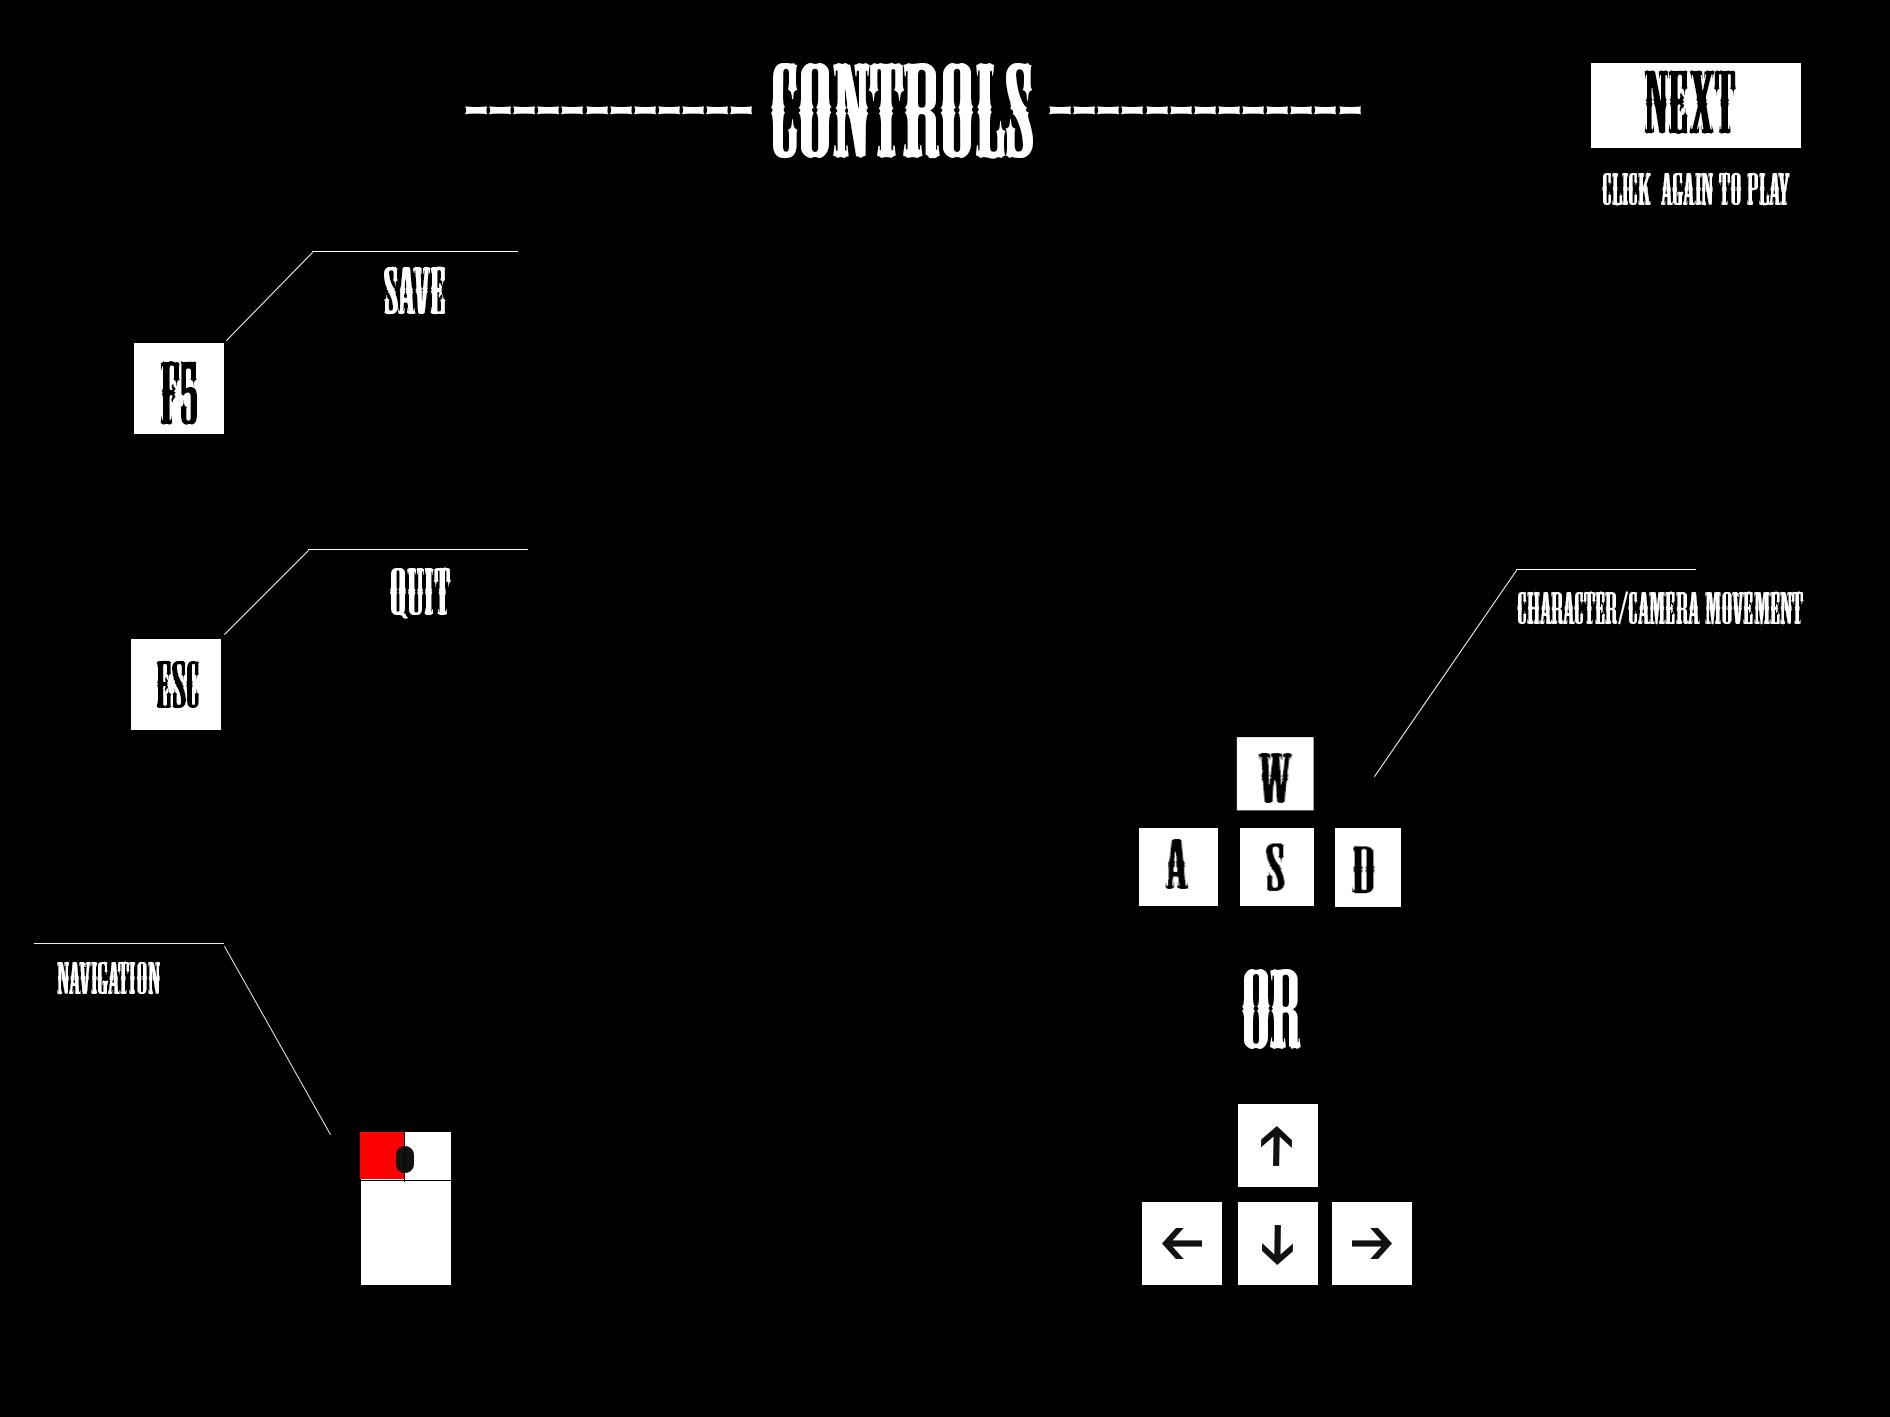 ------------ CONTROLS -------------
NEXT
CLICK AGAIN TO PLAY
SAVE
F5
QUIT
ESC
CHARACTER/CAMERA MOVEMENT
W
A S D
NAVIGATION
OR
↑
← ↓ →